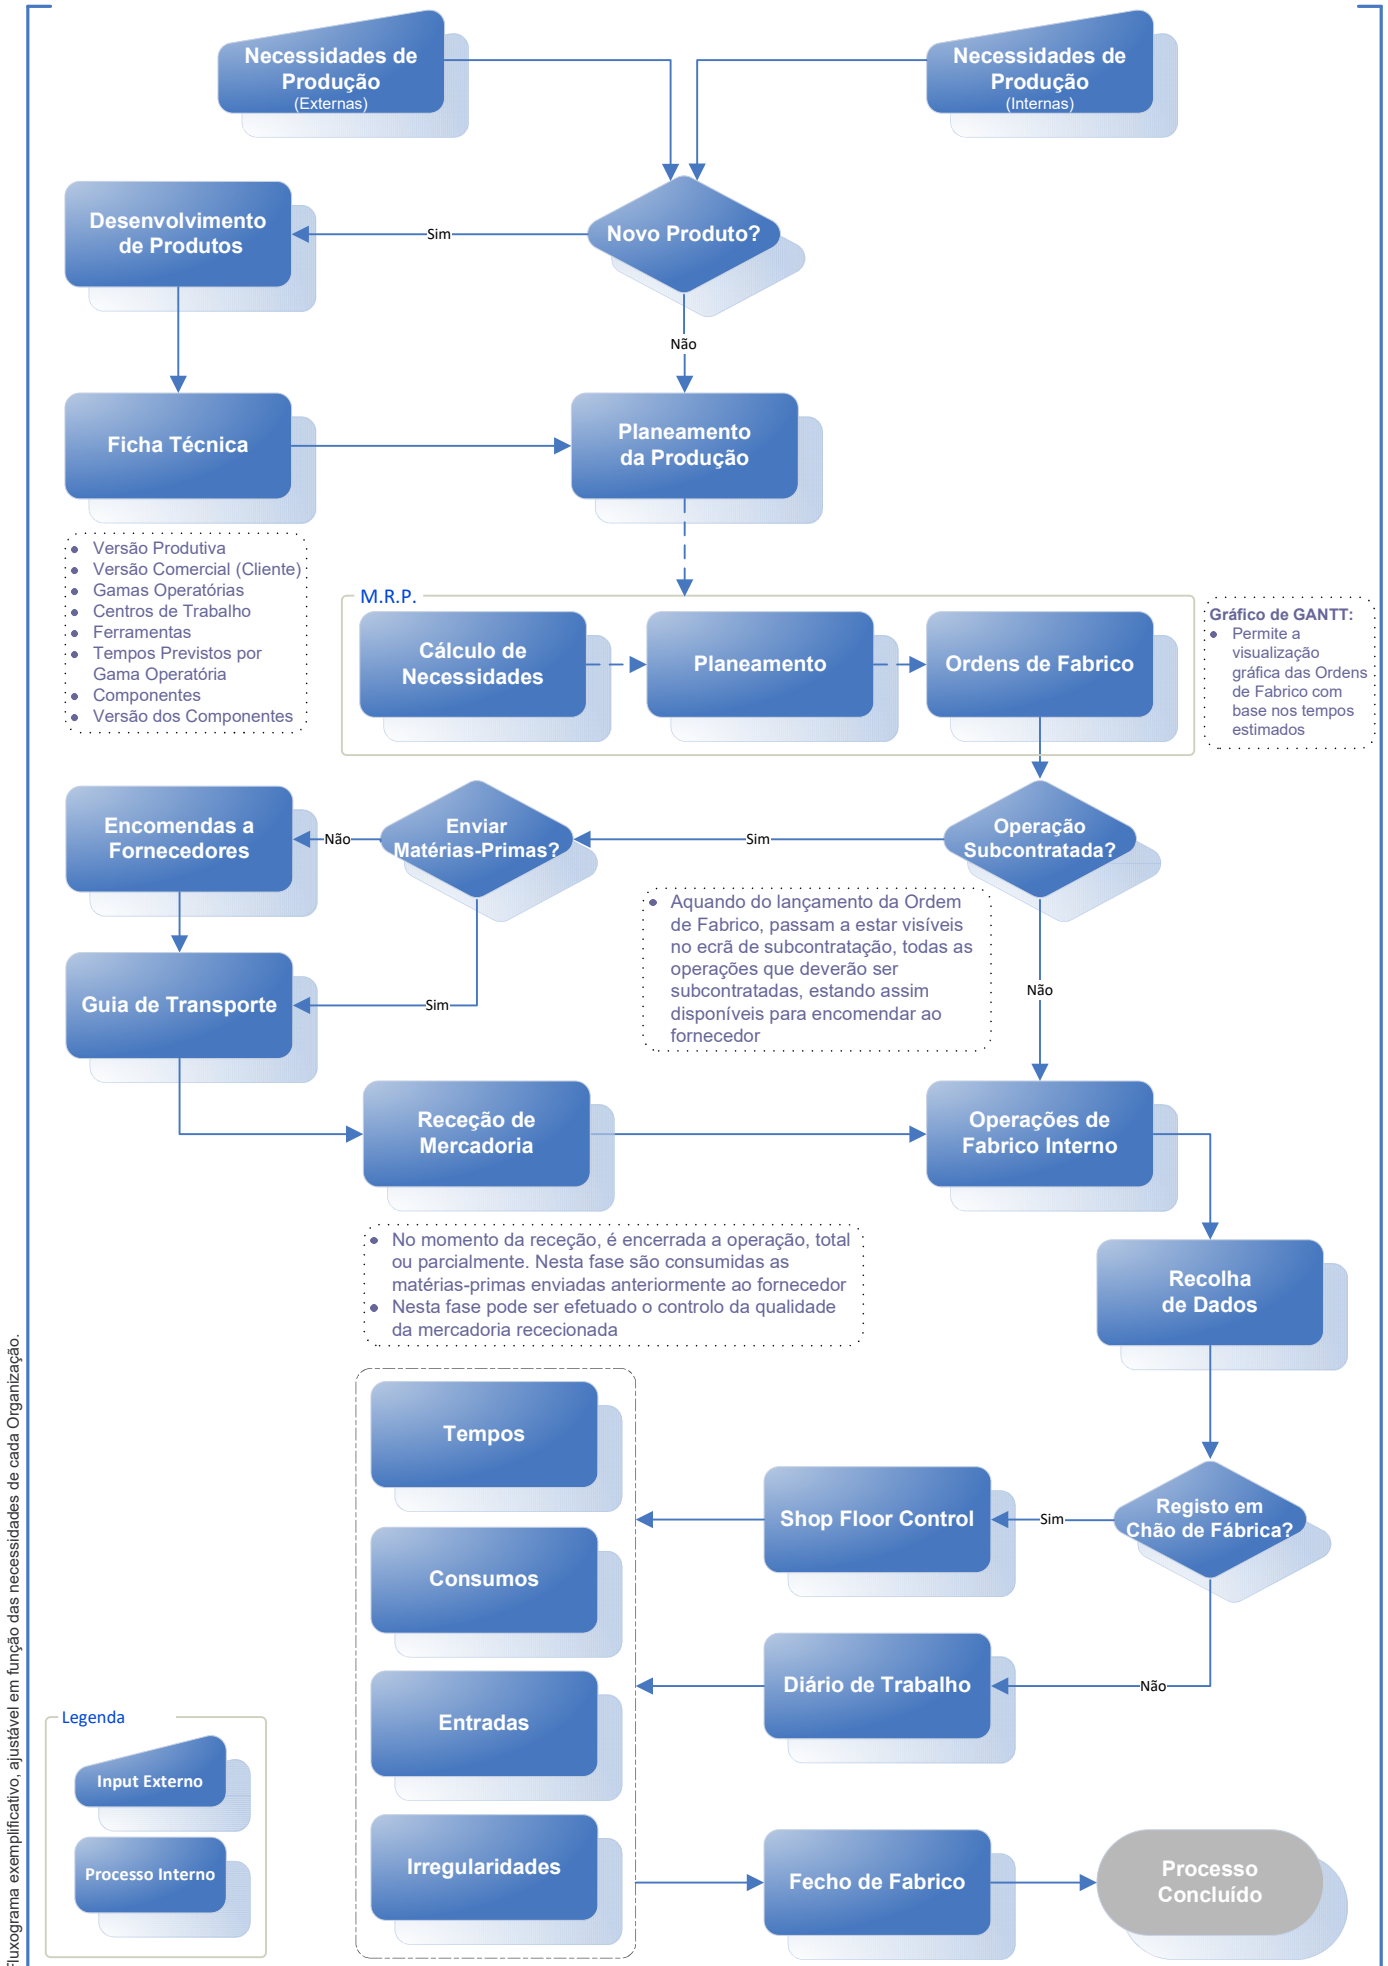 Necessidades de
Produção
(Externas)
Necessidades de
Produção
(Internas)
Desenvolvimento
de Produtos
Sim
Novo Produto?
Não
Ficha Técnica
Planeamento
da Produção
Versão Produtiva
Versão Comercial (Cliente)
Gamas Operatórias
Centros de Trabalho
Ferramentas
Tempos Previstos por
Gama Operatória
Componentes
Versão dos Componentes
M.R.P.
Cálculo de
Necessidades
Planeamento
Ordens de Fabrico
Gráfico de GANTT:
Permite a
visualização
gráfica das Ordens
de Fabrico com
base nos tempos
estimados
Encomendas a
Fornecedores
Não
Enviar
Matérias-Primas?
Sim
Operação
Subcontratada?
Aquando do lançamento da Ordem
de Fabrico, passam a estar visíveis
no ecrã de subcontratação, todas as
operações que deverão ser
subcontratadas, estando assim
disponíveis para encomendar ao
fornecedor
Não
Guia de Transporte
Sim
Receção de
Mercadoria
Operações de
Fabrico Interno
No momento da receção, é encerrada a operação, total
ou parcialmente. Nesta fase são consumidas as
matérias-primas enviadas anteriormente ao fornecedor
Nesta fase pode ser efetuado o controlo da qualidade
da mercadoria rececionada
Recolha
de Dados
Tempos
Consumos
Entradas
Irregularidades
Shop Floor Control
Sim
Registo em
Chão de Fábrica?
Diário de Trabalho
Não
Fecho de Fabrico
Processo
Concluído
Legenda
Input Externo
Processo Interno
Fluxograma exemplificativo, ajustável em função das necessidades de cada Organização.